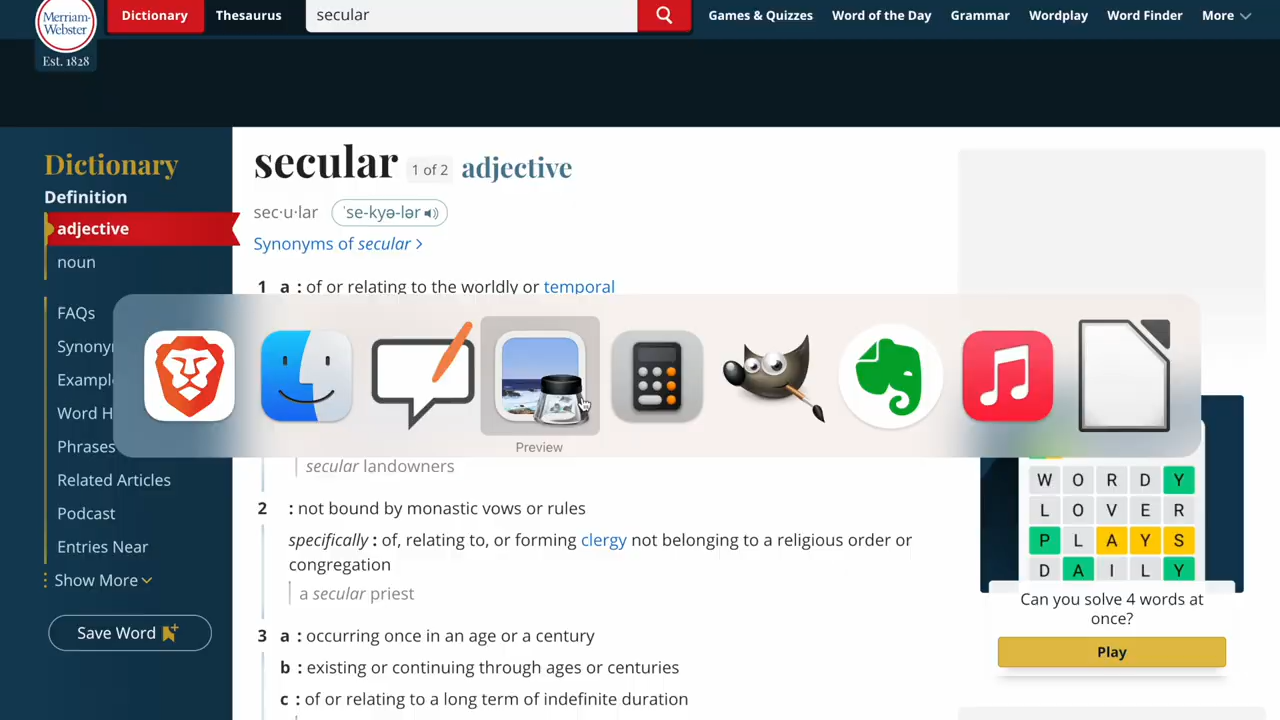 Merriam-
Webster
Est. 1828
Dictionary
Thesaurus
secular
Games & Quizzes
Word of the Day
Grammar
Wordplay
Word Finder
More
Dictionary
Definition
adjective
noun
FAQs
Synony
Exampl
Word H
Phrases
Related Articles
Podcast
Entries Near
Show More
Save Word
secular 1 of 2 adjective
sec·u·lar ˈse-kyə-lər
Synonyms of secular
1 a : of or relating to the worldly or temporal
Preview
secular landowners
2 : not bound by monastic vows or rules
specifically : of, relating to, or forming clergy not belonging to a religious order or
congregation
a secular priest
3 a : occurring once in an age or a century
b : existing or continuing through ages or centuries
c : of or relating to a long term of indefinite duration
W O R D Y
L O V E R
P L A Y S
D A I L Y
Can you solve 4 words at
once?
Play